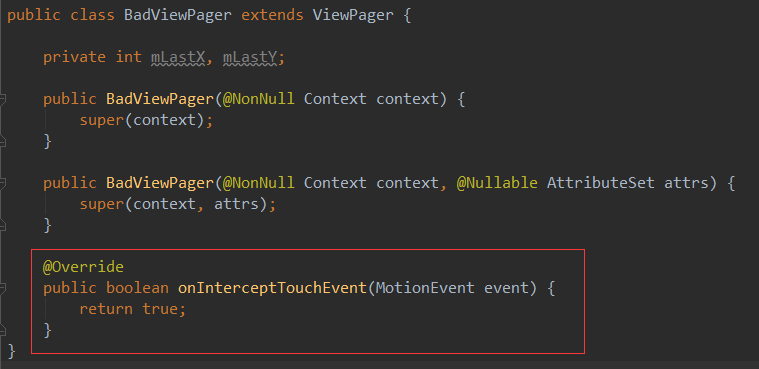 public class BadViewPager extends ViewPager {
private int mLastX, mLastY;
public BadViewPager(@NonNull Context context) {
super(context);
}
public BadViewPager(@NonNull Context context, @Nullable AttributeSet attrs) {
super(context, attrs);
}
@Override
public boolean onInterceptTouchEvent(MotionEvent event) {
return true;
}
}